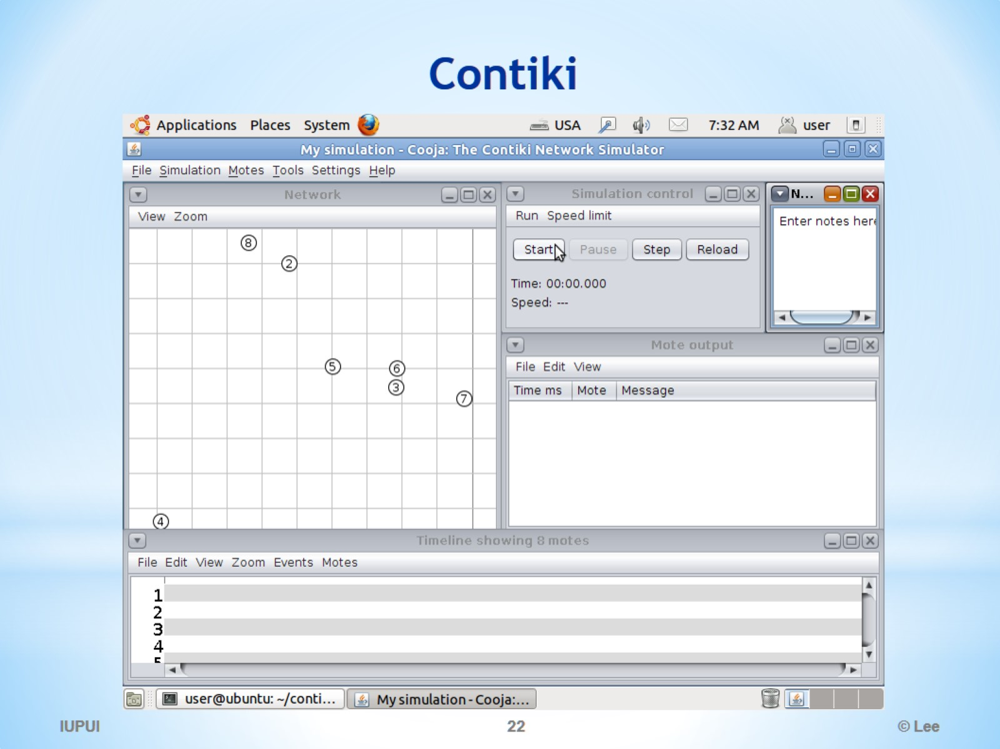 Contiki
Applications Places System USA 7:32 AM user
My simulation - Cooja: The Contiki Network Simulator
File Simulation Motes Tools Settings Help
Network
View Zoom
8
2
5
6
3
7
4
Simulation control
Run Speed limit
Start Pause Step Reload
Time: 00:00.000
Speed: ---
N...
Enter notes here
Mote output
File Edit View
Time ms Mote Message
Timeline showing 8 motes
File Edit View Zoom Events Motes
1
2
3
4
5
user@ubuntu: ~/conti... My simulation - Cooja:...
IUPUI 22 © Lee